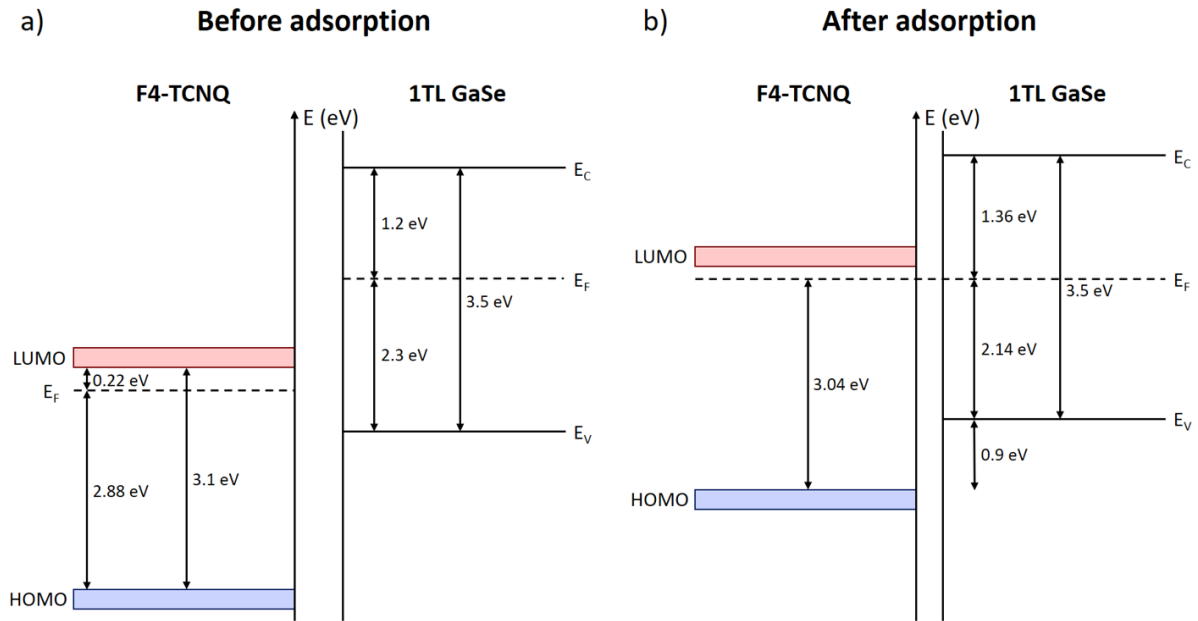 a)
Before adsorption
F4-TCNQ
1TL GaSe
E (eV)
E_C
1.2 eV
E_F
3.5 eV
2.3 eV
LUMO
0.22 eV
E_F
E_V
2.88 eV
3.1 eV
HOMO
b)
After adsorption
F4-TCNQ
1TL GaSe
E (eV)
E_C
1.36 eV
LUMO
E_F
3.5 eV
2.14 eV
3.04 eV
E_V
0.9 eV
HOMO